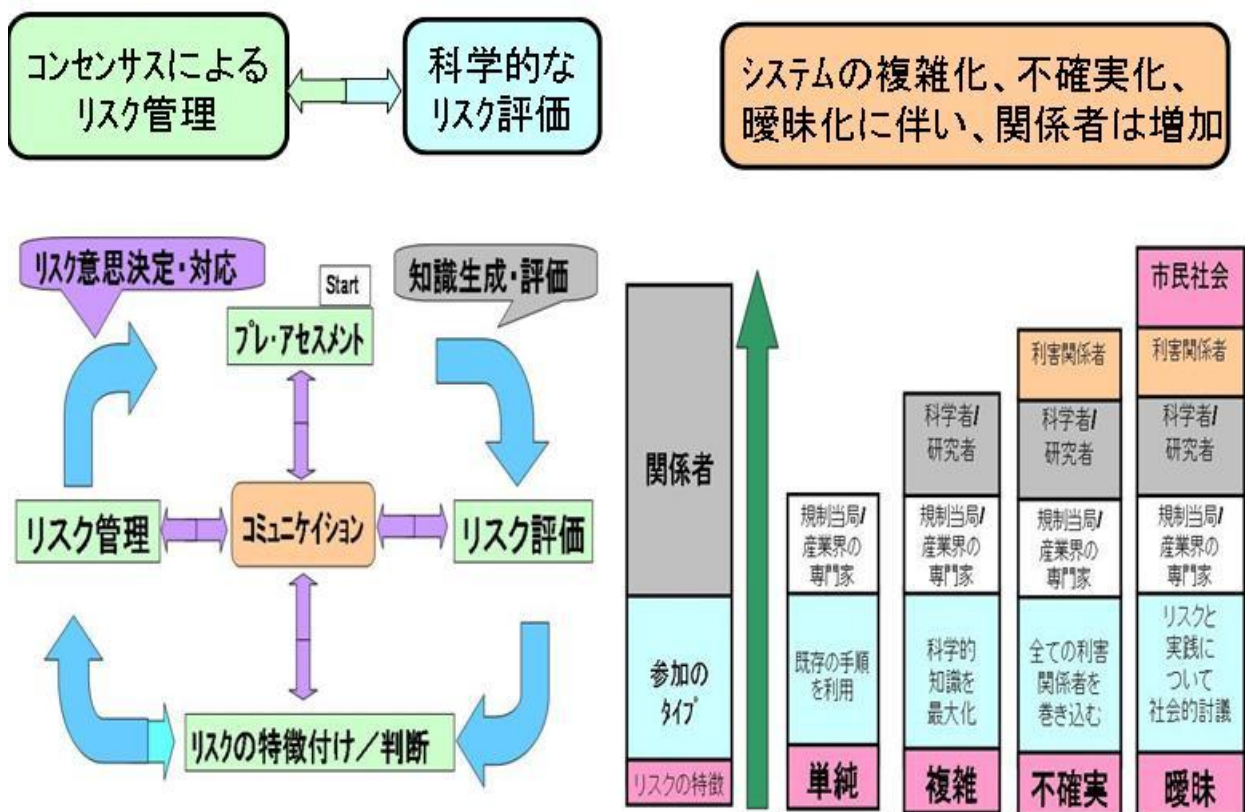 コンセンサスによる
リスク管理
科学的な
リスク評価
システムの複雑化、不確実化、
曖昧化に伴い、関係者は増加
リスク意思決定・対応
Start
プレ・アセスメント
知識生成・評価
リスク管理
コミュニケイション
リスク評価
リスクの特徴付け/判断
関係者
参加の
タイプ
リスクの特徴
規制当局/
産業界の
専門家
既存の手順
を利用
単純
科学者/
研究者
規制当局/
産業界の
専門家
科学的
知識を
最大化
複雑
利害関係者
科学者/
研究者
規制当局/
産業界の
専門家
全ての利害
関係者を
巻き込む
不確実
市民社会
利害関係者
科学者/
研究者
規制当局/
産業界の
専門家
リスクと
実践に
ついて
社会的討議
曖昧